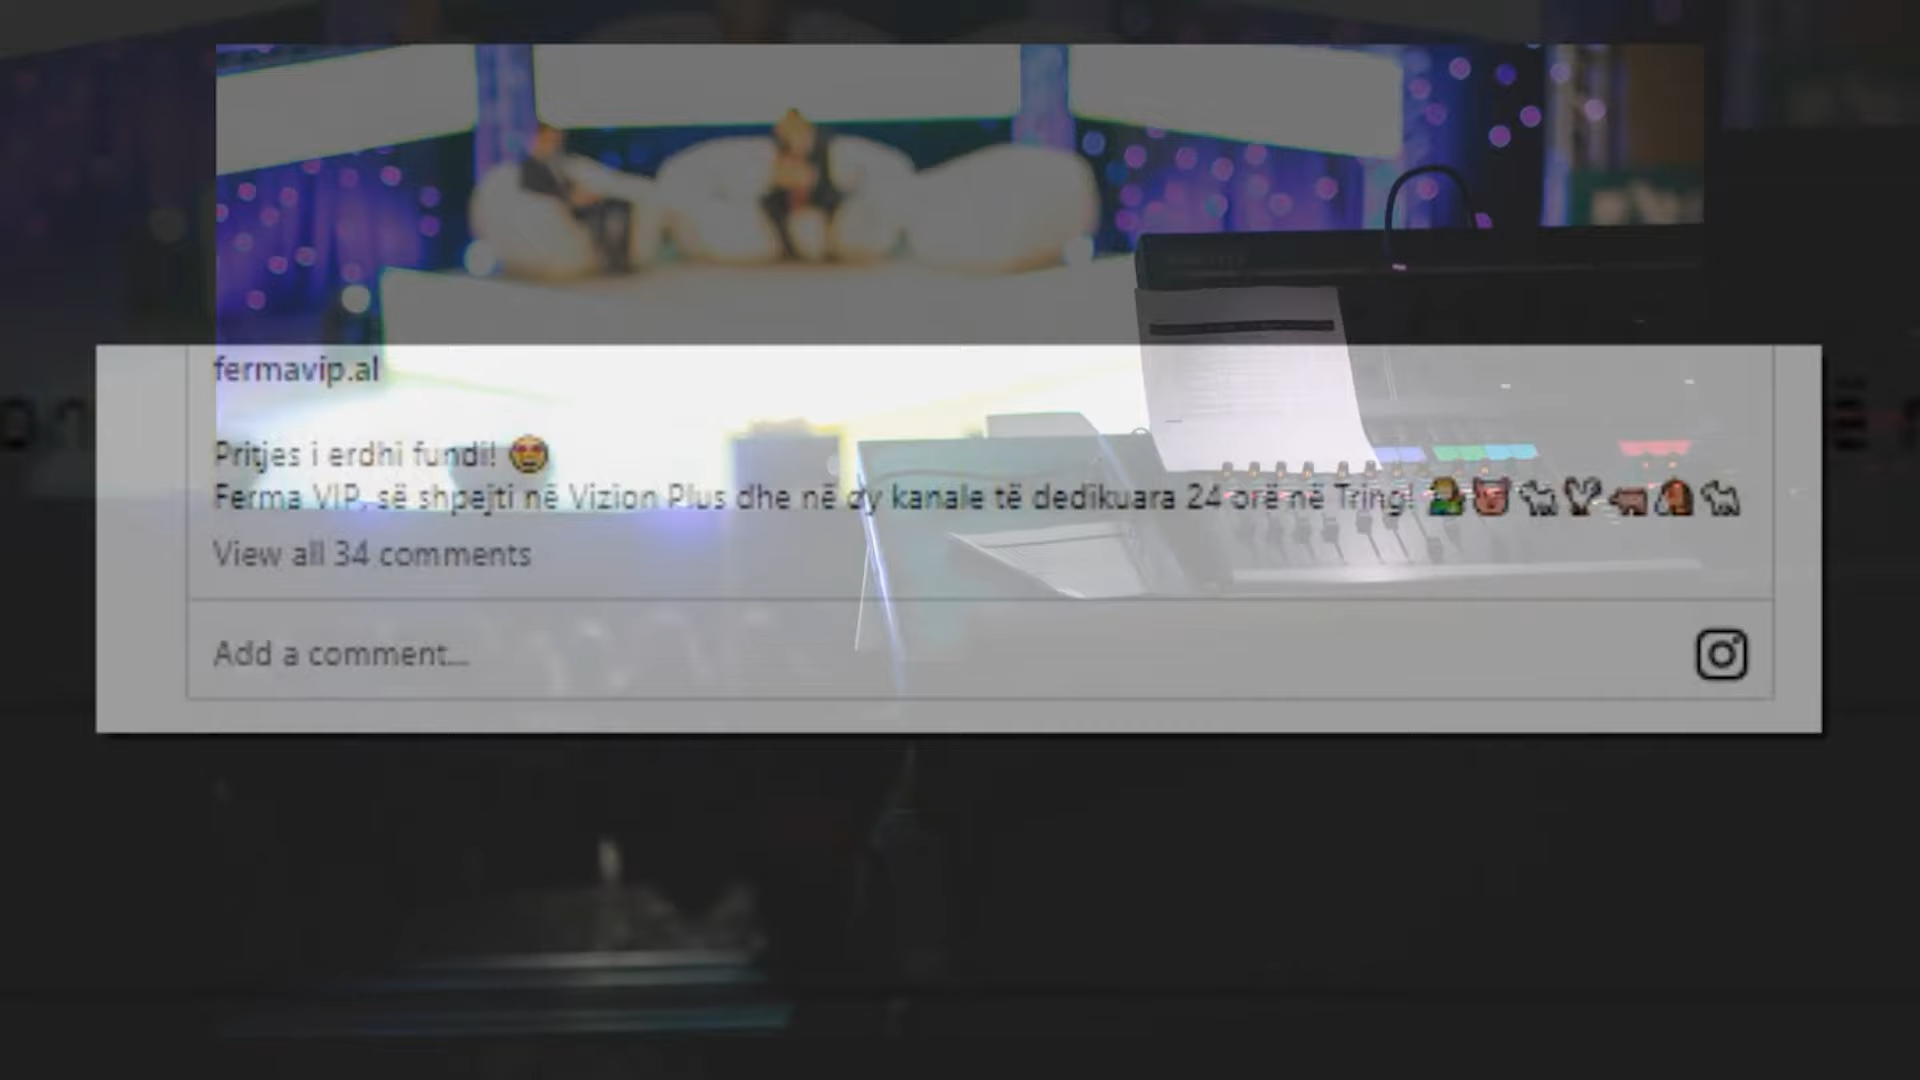 fermavip.al
Pritjes i erdhi fundi! 😍
Ferma VIP, së shpejti në Vizion Plus dhe në dy kanale të dedikuara 24 orë në Tring!
View all 34 comments
Add a comment...